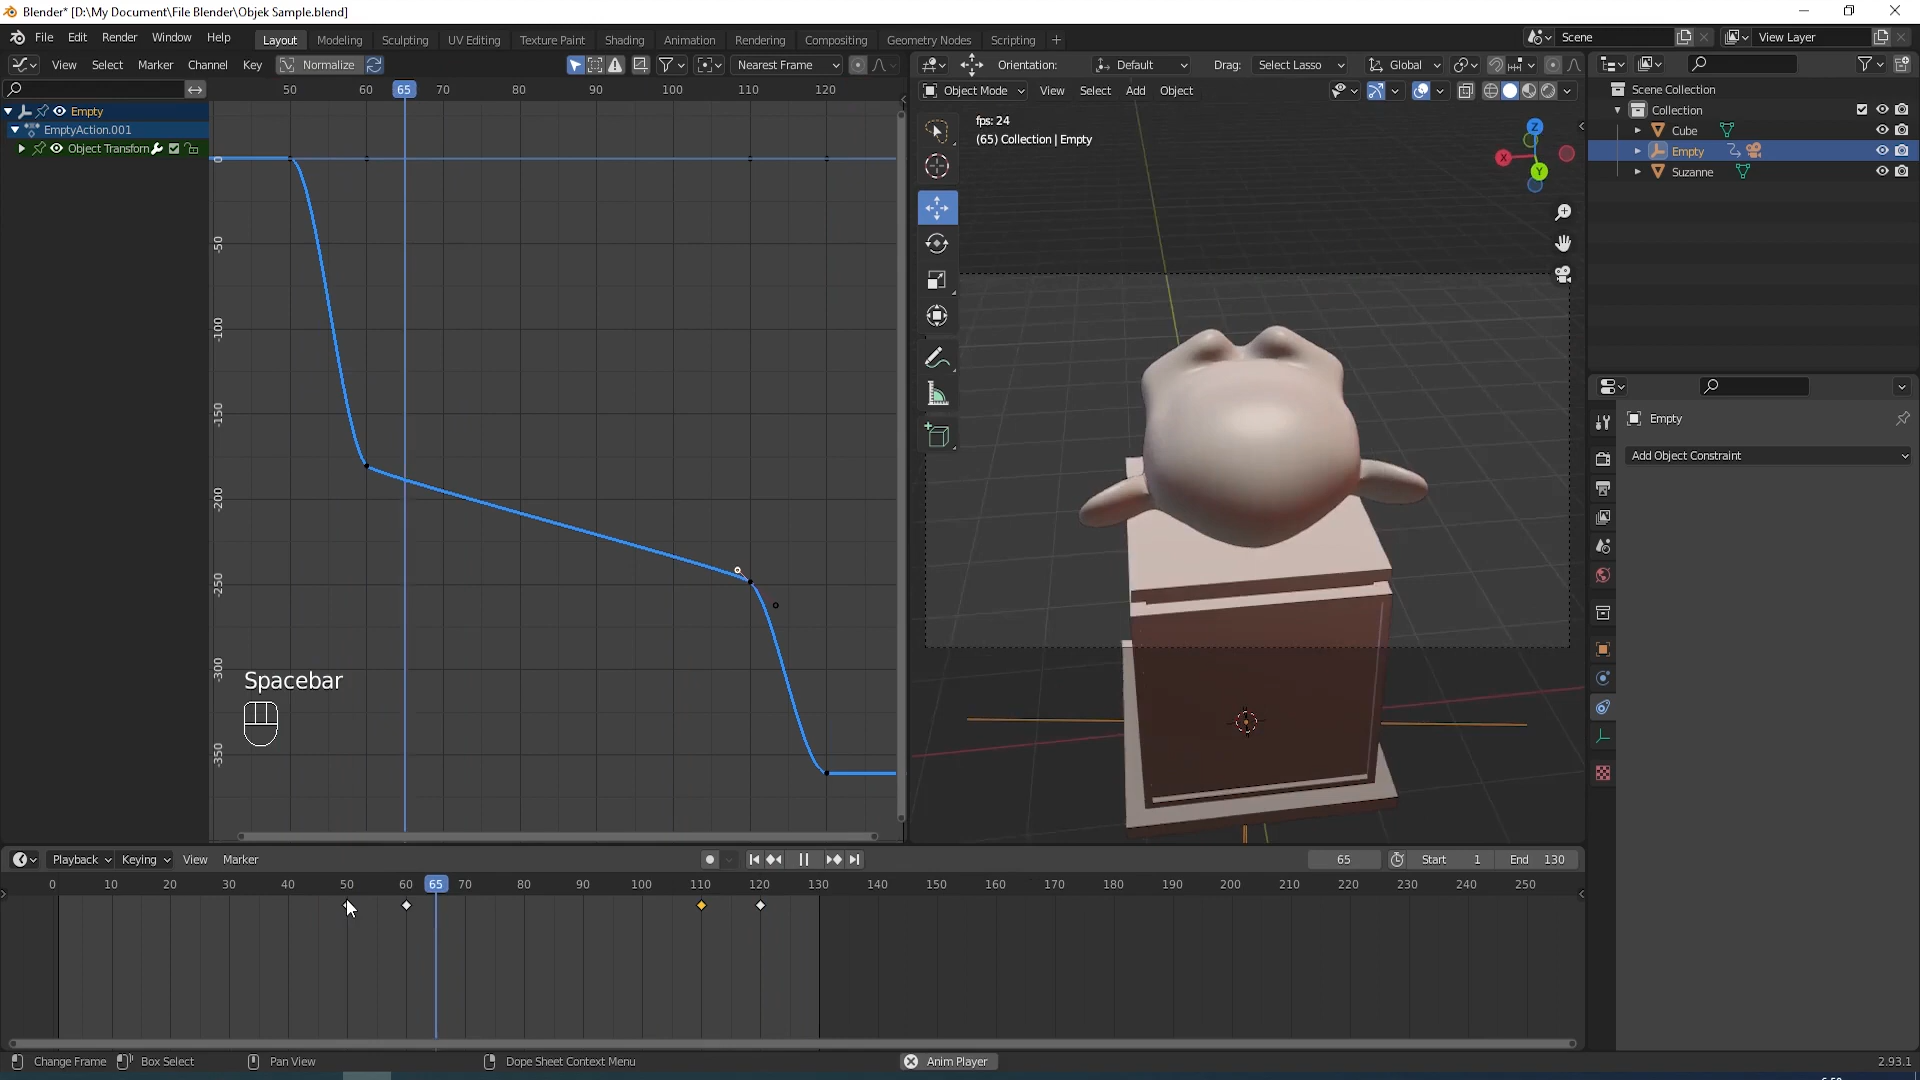 Blender* [D:\My Document\File Blender\Objek Sample.blend]
File Edit Render Window Help Layout Modeling Sculpting UV Editing Texture Paint Shading Animation Rendering Compositing Geometry Nodes Scripting + Scene View Layer
View Select Marker Channel Key Normalize Nearest Frame Orientation: Default Drag: Select Lasso Global
50 60 65 70 80 90 100 110 120
Object Mode View Select Add Object
Scene Collection
Collection
Cube
Empty
Suzanne
Empty
EmptyAction.001
Object Transforn
fps: 24
(65) Collection | Empty
Z
X
Y
0
-50
-100
-150
-200
-250
-300
-350
Spacebar
Empty
Add Object Constraint
Playback Keying View Marker 65 Start 1 End 130
0 10 20 30 40 50 60 65 70 80 90 100 110 120 130 140 150 160 170 180 190 200 210 220 230 240 250
Change Frame Box Select Pan View Dope Sheet Context Menu Anim Player 2.93.1